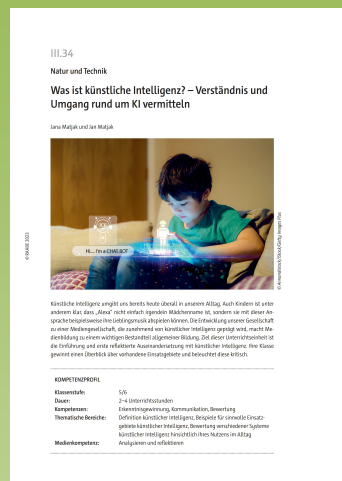 III.34
Natur und Technik
Was ist künstliche Intelligenz? – Verständnis und
Umgang rund um KI vermitteln
Jana Matjak und Jan Matjak
Hi.... I'm a CHAT BOT
© RAABE 2023
Künstliche Intelligenz umgibt uns bereits heute überall in unserem Alltag. Auch Kindern ist unter
anderem klar, dass „Alexa“ nicht einfach irgendein Mädchenname ist, sondern sie mit dieser An-
sprache beispielsweise ihre Lieblingsmusik abspielen können. Die Entwicklung unserer Gesellschaft
zu einer Mediengesellschaft, die zunehmend von künstlicher Intelligenz geprägt wird, macht Me-
dienbildung zu einem wichtigen Bestandteil allgemeiner Bildung. Ziel dieser Unterrichtseinheit ist
die Einführung und erste reflektierte Auseinandersetzung mit künstlicher Intelligenz. Ihre Klasse
gewinnt einen Überblick über vorhandene Einsatzgebiete und beleuchtet diese kritisch.
KOMPETENZPROFIL
Klassenstufe: 5/6
Dauer: 2–4 Unterrichtsstunden
Kompetenzen: Erkenntnisgewinnung, Kommunikation, Bewertung
Thematische Bereiche: Definition künstlicher Intelligenz, Beispiele für sinnvolle Einsatz-
gebiete künstlicher Intelligenz, Bewertung verschiedener Systeme
künstlicher Intelligenz hinsichtlich ihres Nutzens im Alltag
Medienkompetenz: Analysieren und reflektieren